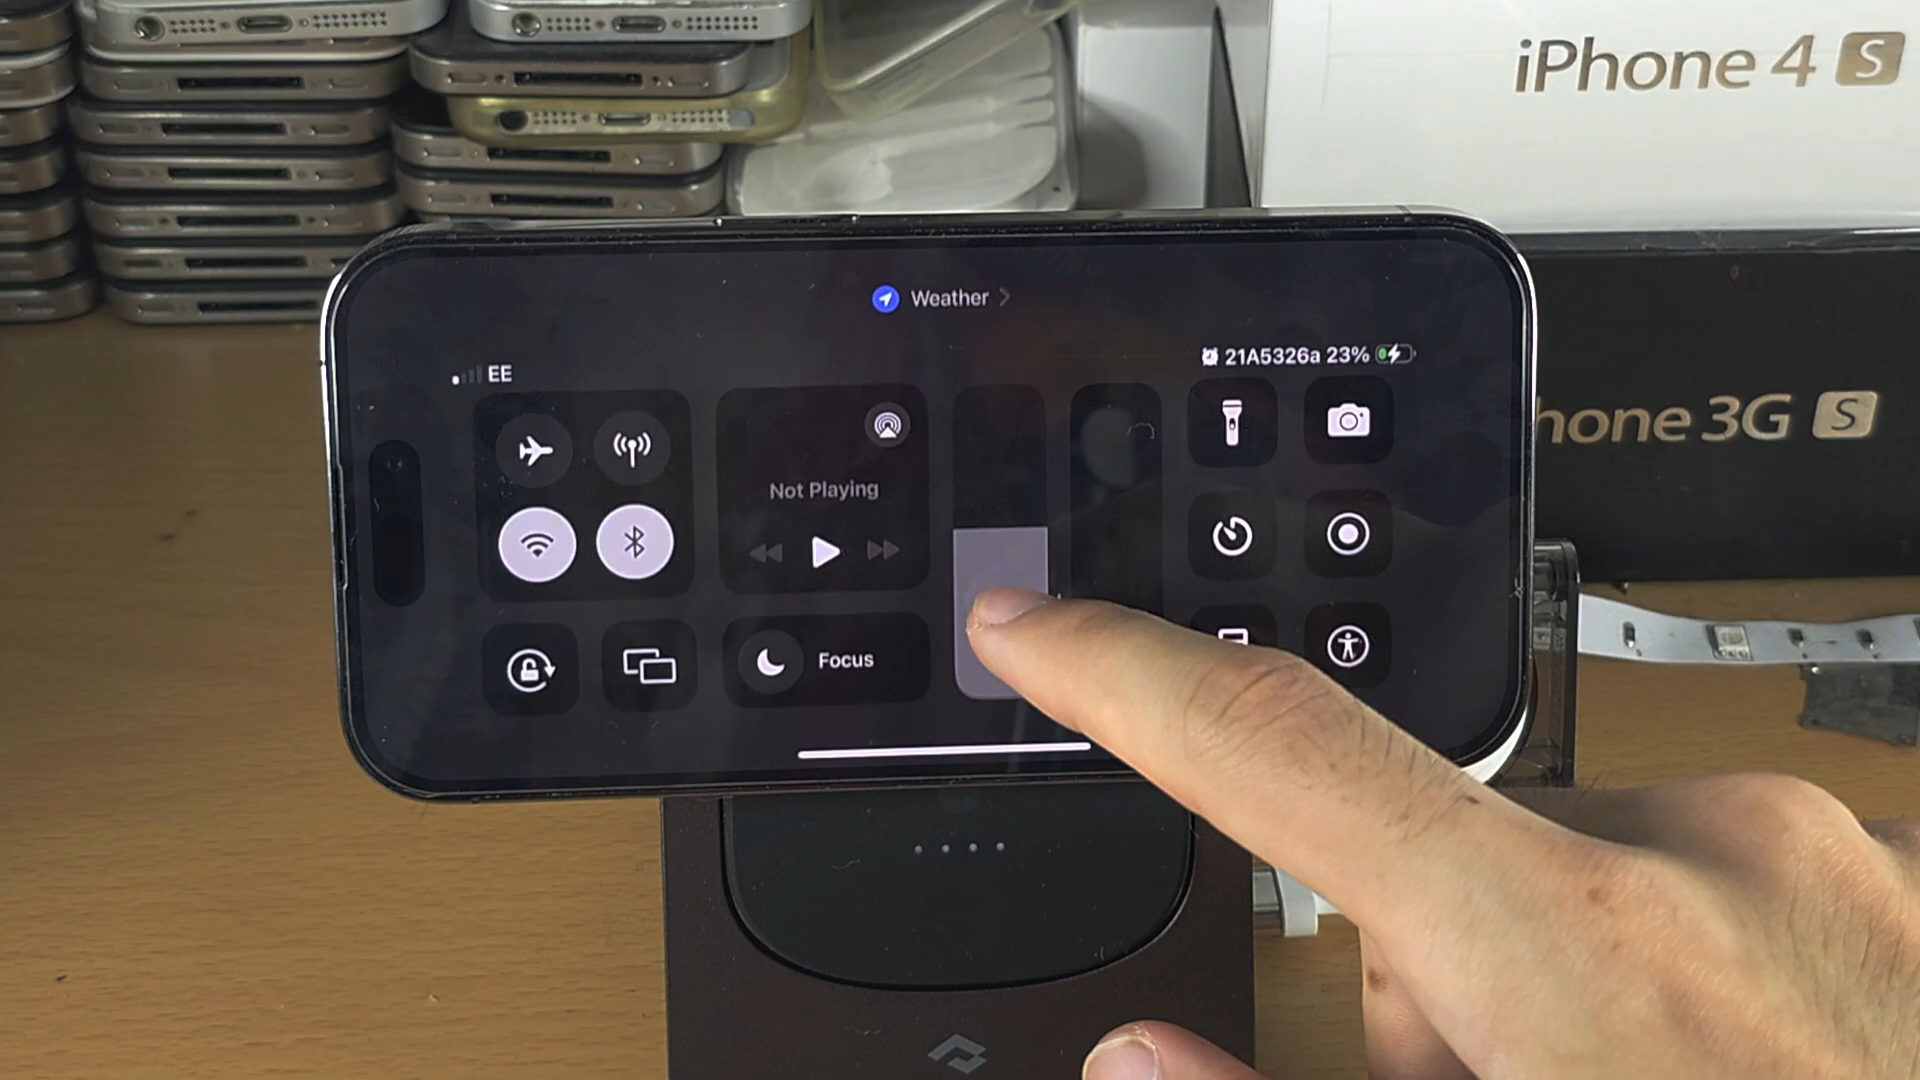 iPhone 4 S
Weather
21A5326a 23%
EE
hone 3G S
Not Playing
Focus